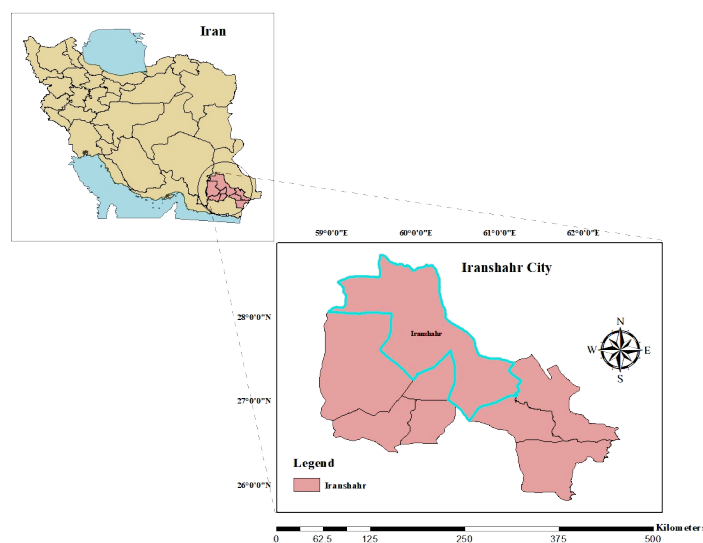 Iran
59°0'0"E 60°0'0"E 61°0'0"E 62°0'0"E
Iranshahr City
28°0'0"N
Iranshahr
N
W E
S
27°0'0"N
Legend
Iranshahr
26°0'0"N
Kilometers
0 62.5 125 250 375 500